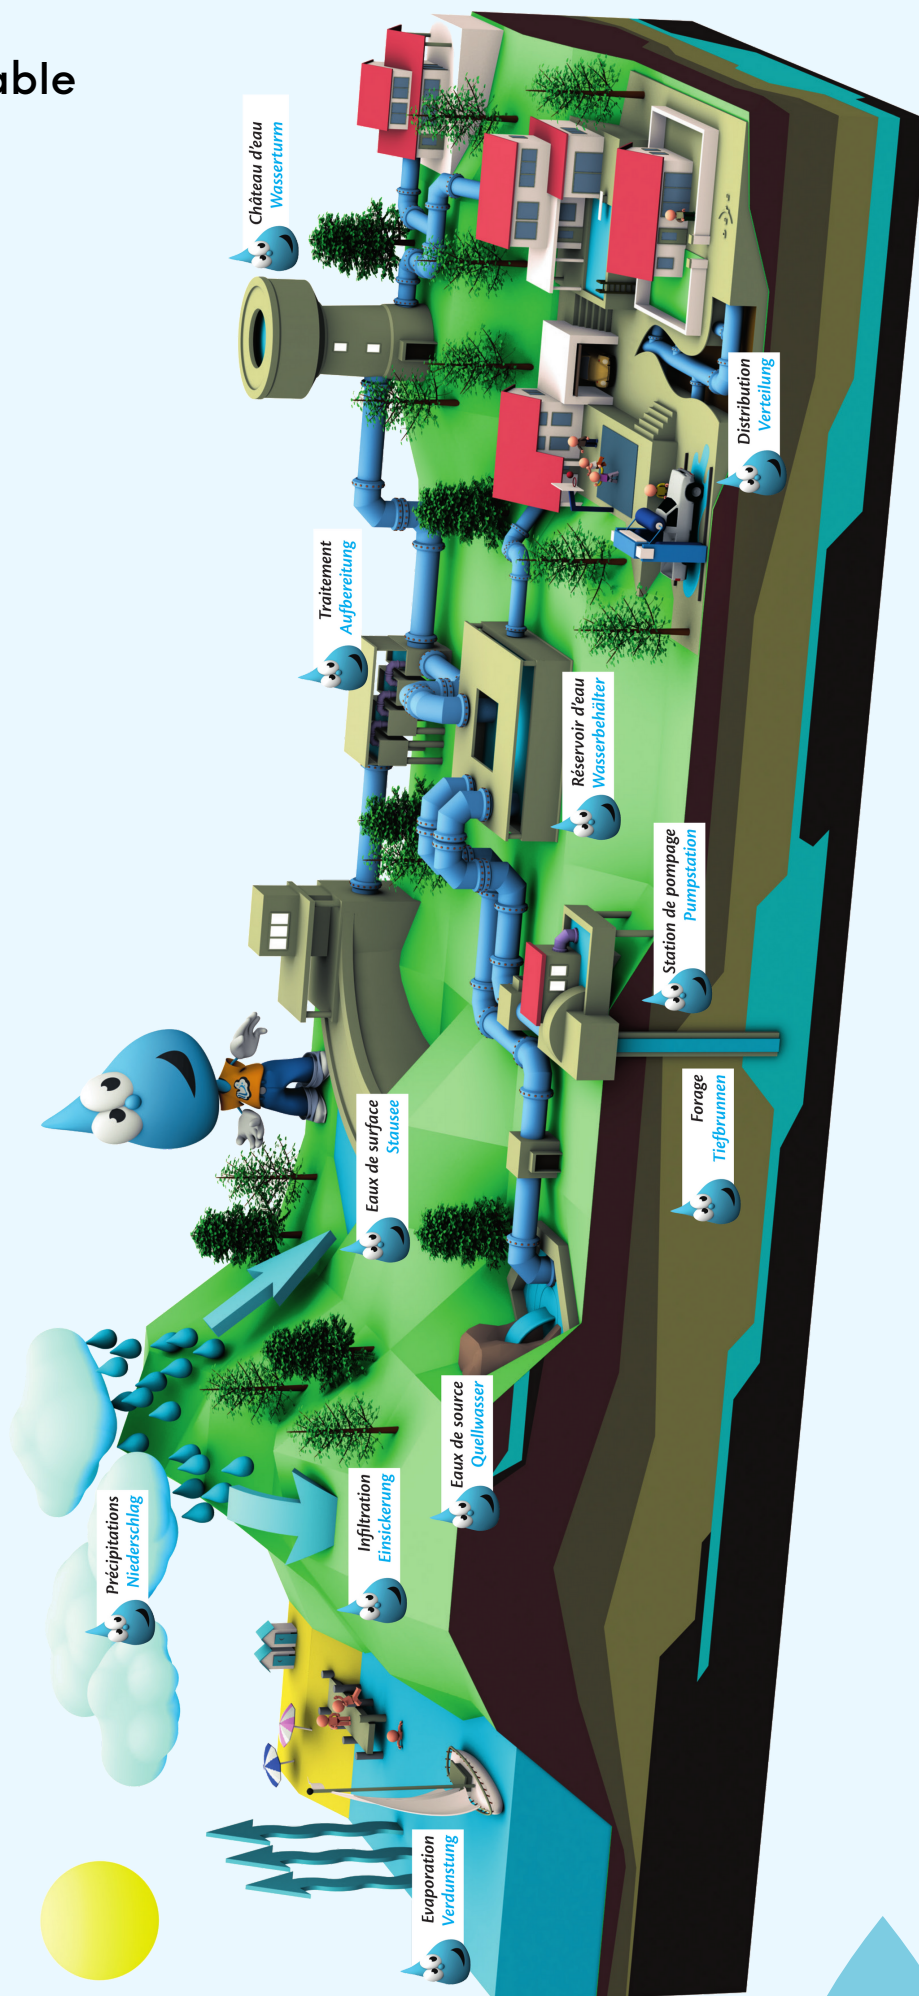 able
Château d'eau
Wasserturm
Traitement
Aufbereitung
Précipitations
Niederschlag
Eaux de surface
Stausee
Infiltration
Einsickerung
Eaux de source
Quellwasser
Evaporation
Verdunstung
Réservoir d'eau
Wasserbehälter
Station de pompage
Pumpstation
Forage
Tiefbrunnen
Distribution
Verteilung